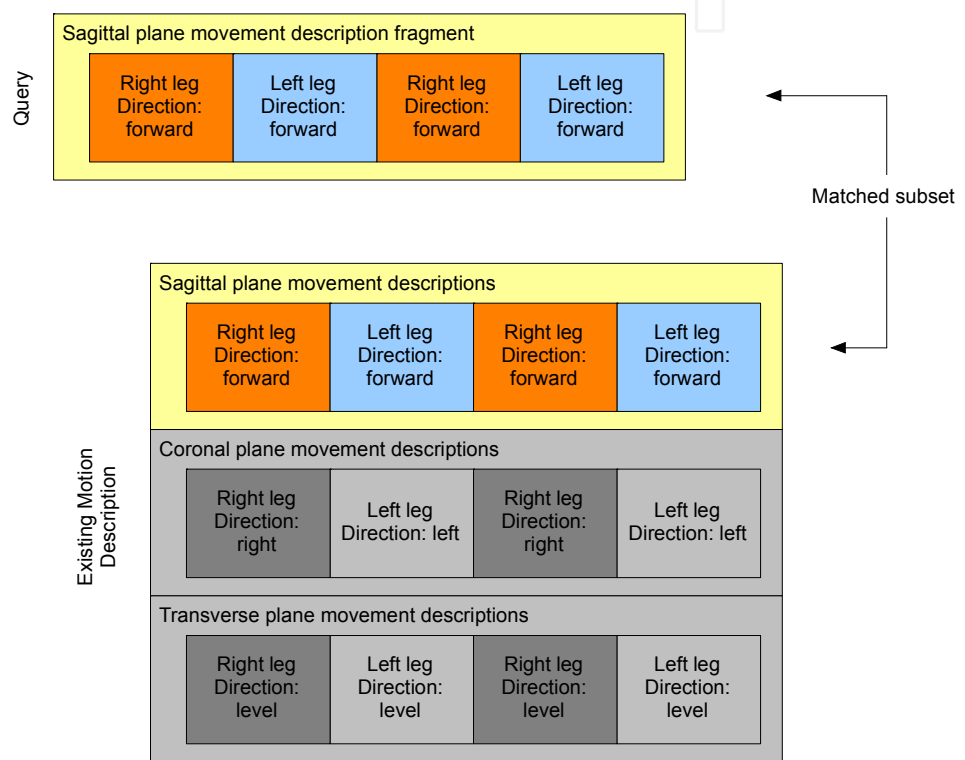 Query
Sagittal plane movement description fragment
Right leg
Direction:
forward
Left leg
Direction:
forward
Right leg
Direction:
forward
Left leg
Direction:
forward
Matched subset
Existing Motion
Description
Sagittal plane movement descriptions
Right leg
Direction:
forward
Left leg
Direction:
forward
Right leg
Direction:
forward
Left leg
Direction:
forward
Coronal plane movement descriptions
Right leg
Direction:
right
Left leg
Direction: left
Right leg
Direction:
right
Left leg
Direction: left
Transverse plane movement descriptions
Right leg
Direction:
level
Left leg
Direction:
level
Right leg
Direction:
level
Left leg
Direction:
level